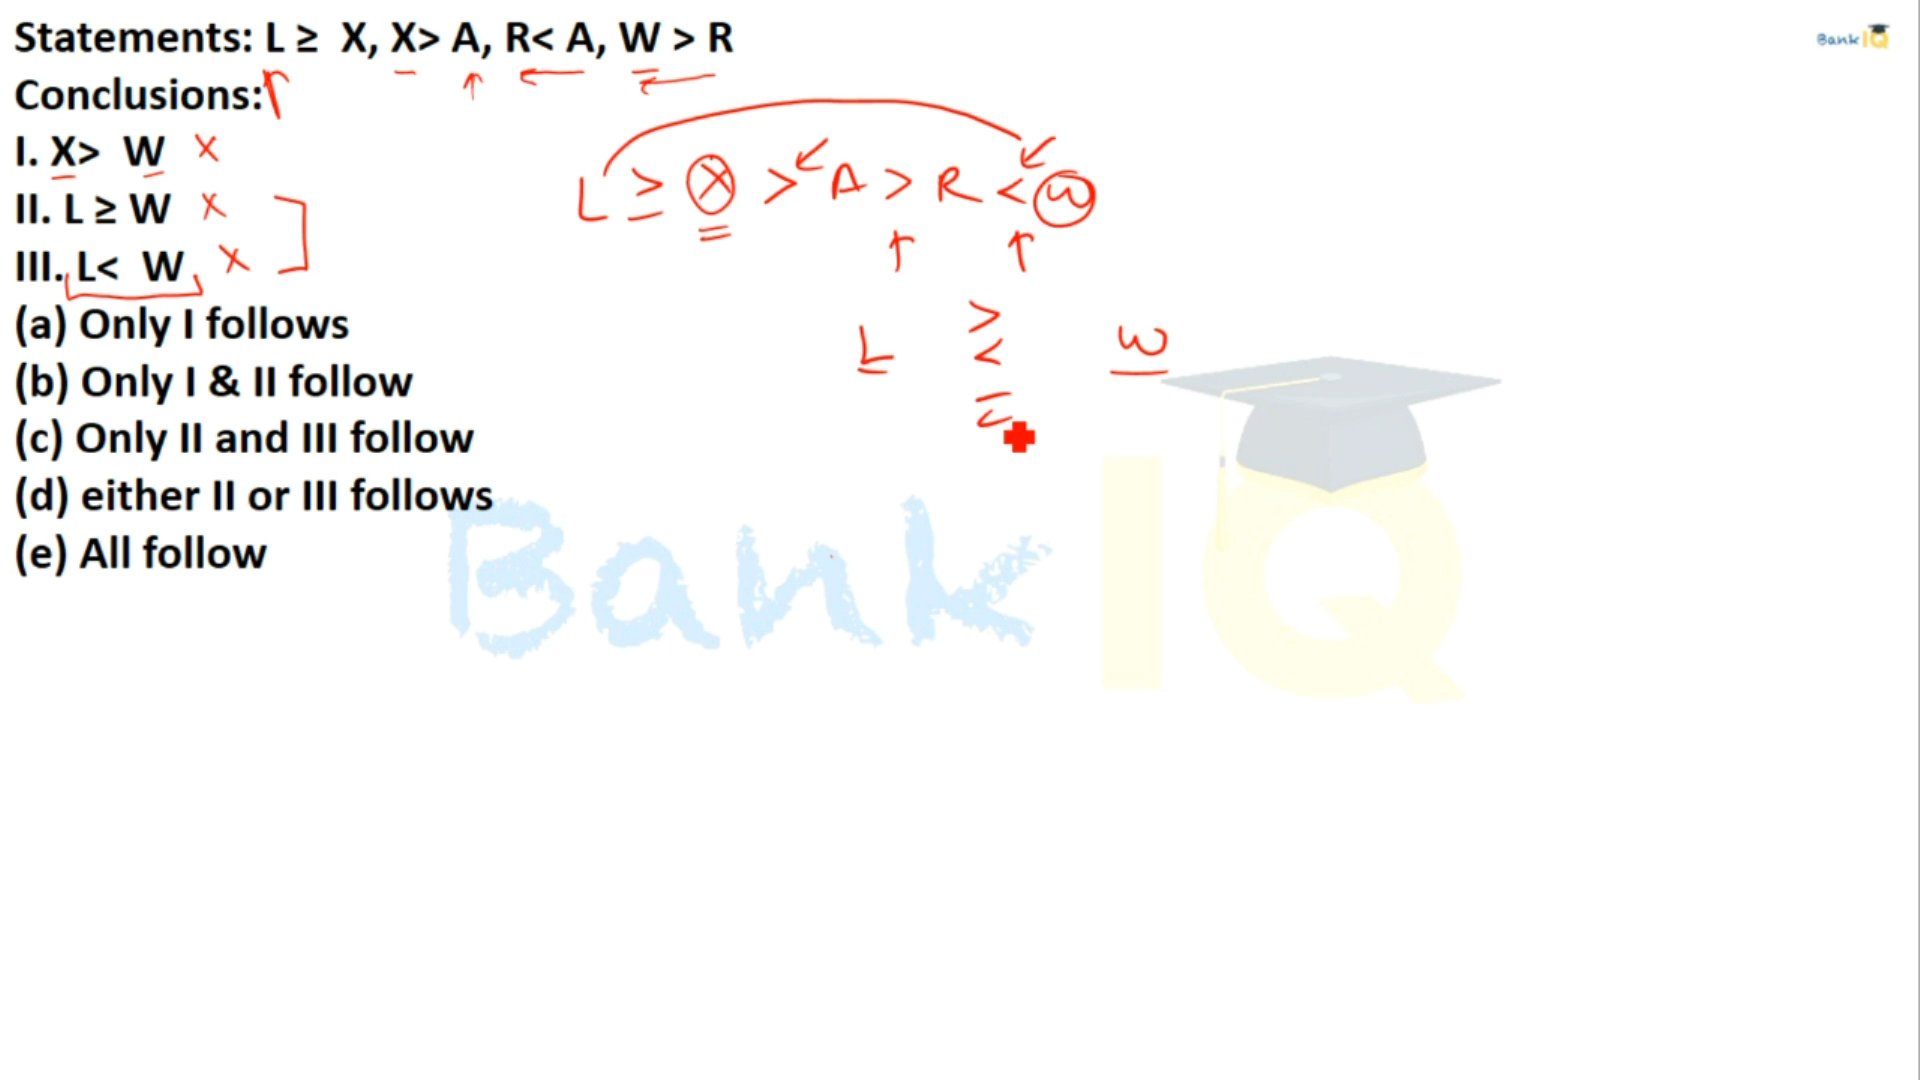 Statements: L ≥ X, X> A, R< A, W > R
Bank IQ
Conclusions:
I. X> W ×
II. L ≥ W ×
III. L< W ×
L ≥ X > A > R < W
>
L < W
=
(a) Only I follows
(b) Only I & II follow
(c) Only II and III follow
(d) either II or III follows
(e) All follow
Bank IQ